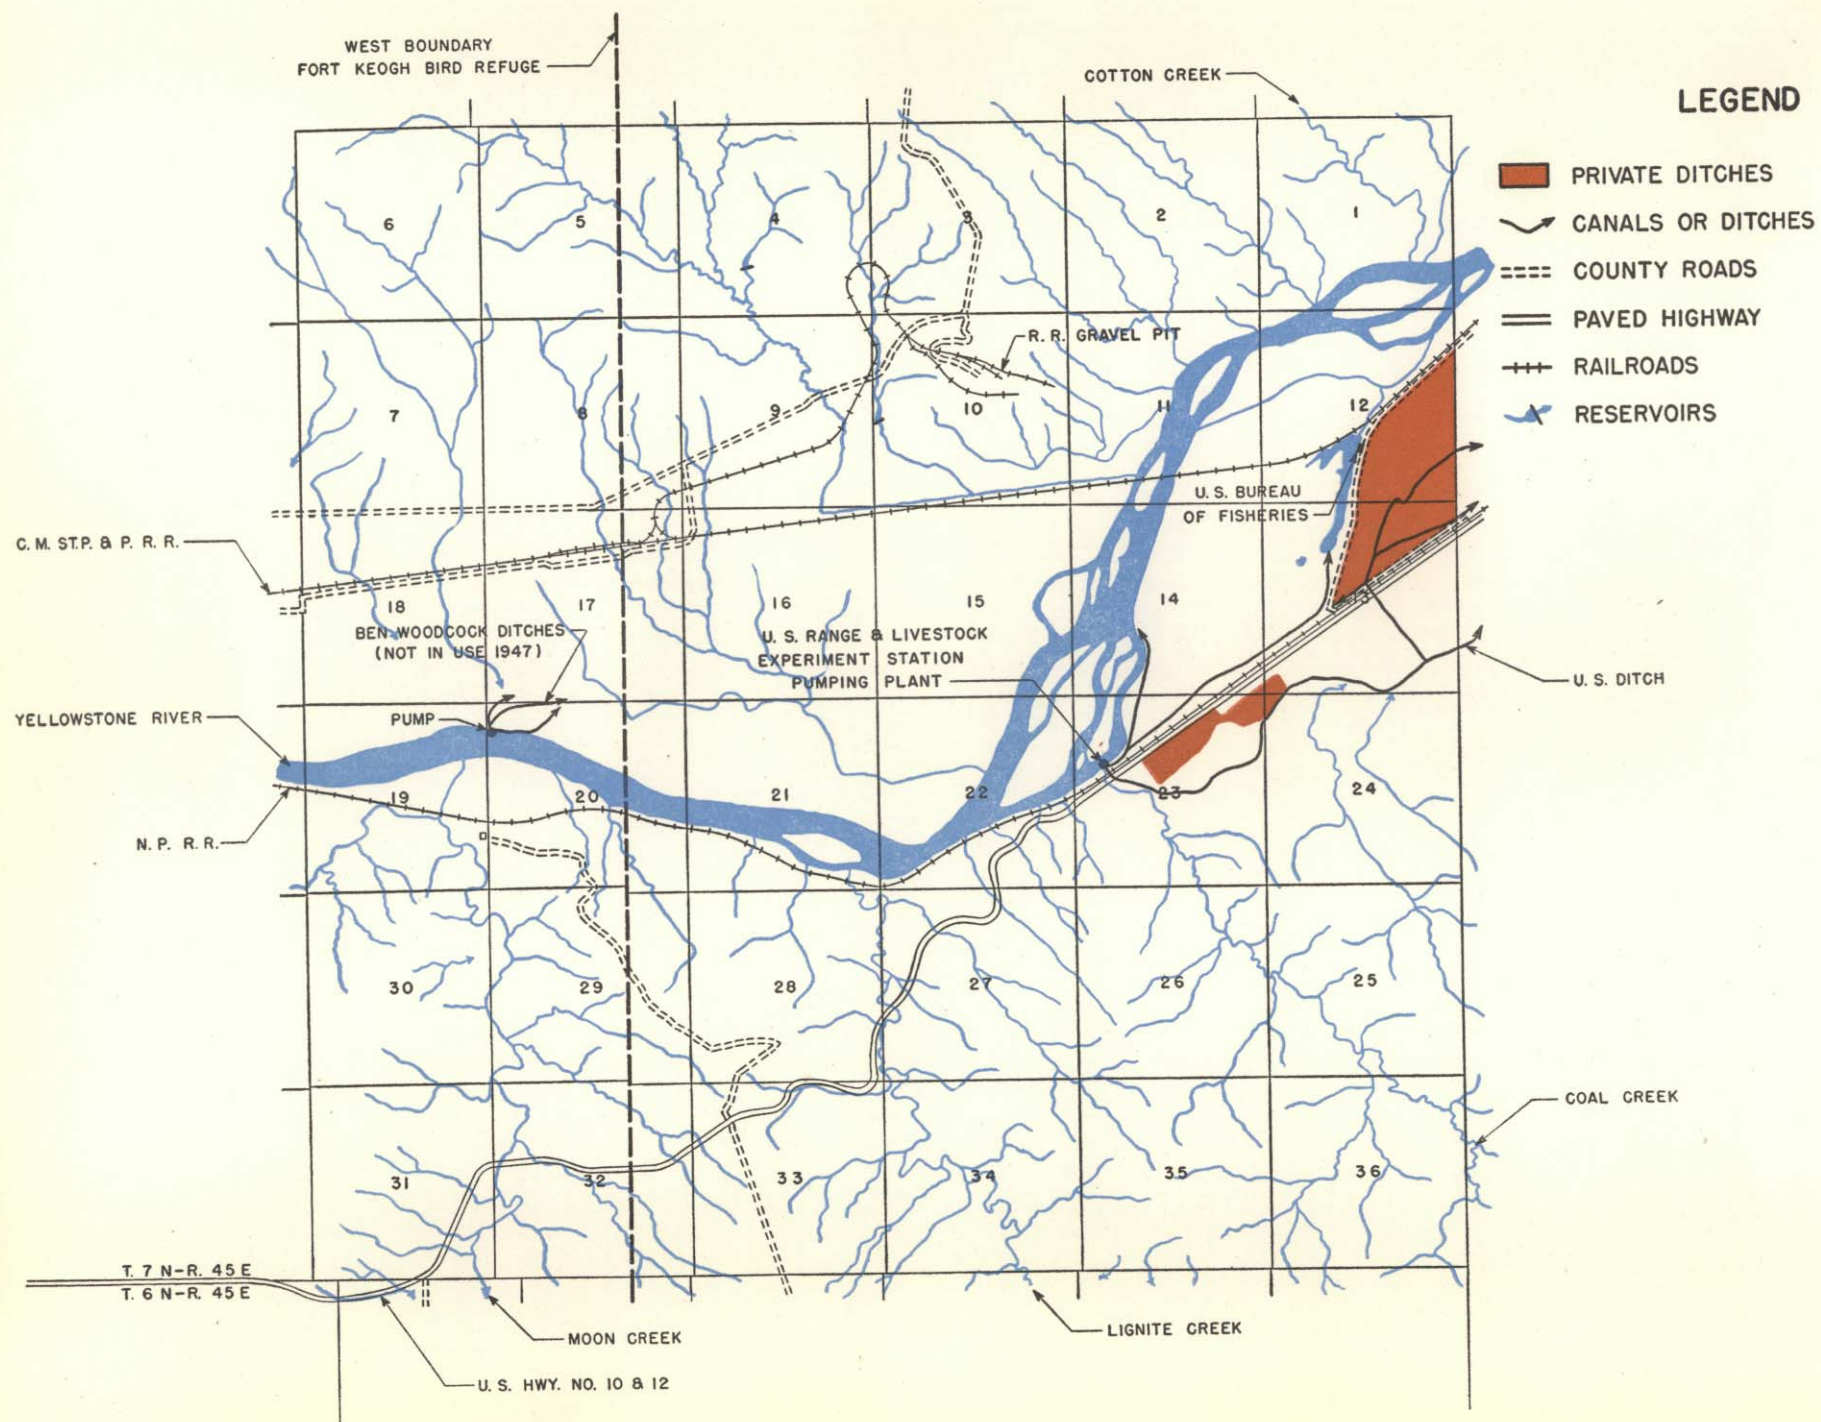 WEST BOUNDARY
FORT KEOGH BIRD REFUGE
COTTON CREEK
LEGEND
PRIVATE DITCHES
CANALS OR DITCHES
COUNTY ROADS
PAVED HIGHWAY
RAILROADS
RESERVOIRS
6
5
4
3
2
1
R. R. GRAVEL PIT
7
8
9
10
11
12
U. S. BUREAU
OF FISHERIES
C. M. ST. P. & P. R. R.
18
17
16
15
14
13
BEN WOODCOCK DITCHES
(NOT IN USE 1947)
U. S. RANGE & LIVESTOCK
EXPERIMENT STATION
PUMPING PLANT
U. S. DITCH
YELLOWSTONE RIVER
PUMP
19
20
21
22
23
24
N. P. R. R.
30
29
28
27
26
25
COAL CREEK
31
32
33
34
35
36
T. 7 N-R. 45 E
T. 6 N-R. 45 E
MOON CREEK
LIGNITE CREEK
U. S. HWY. NO. 10 & 12